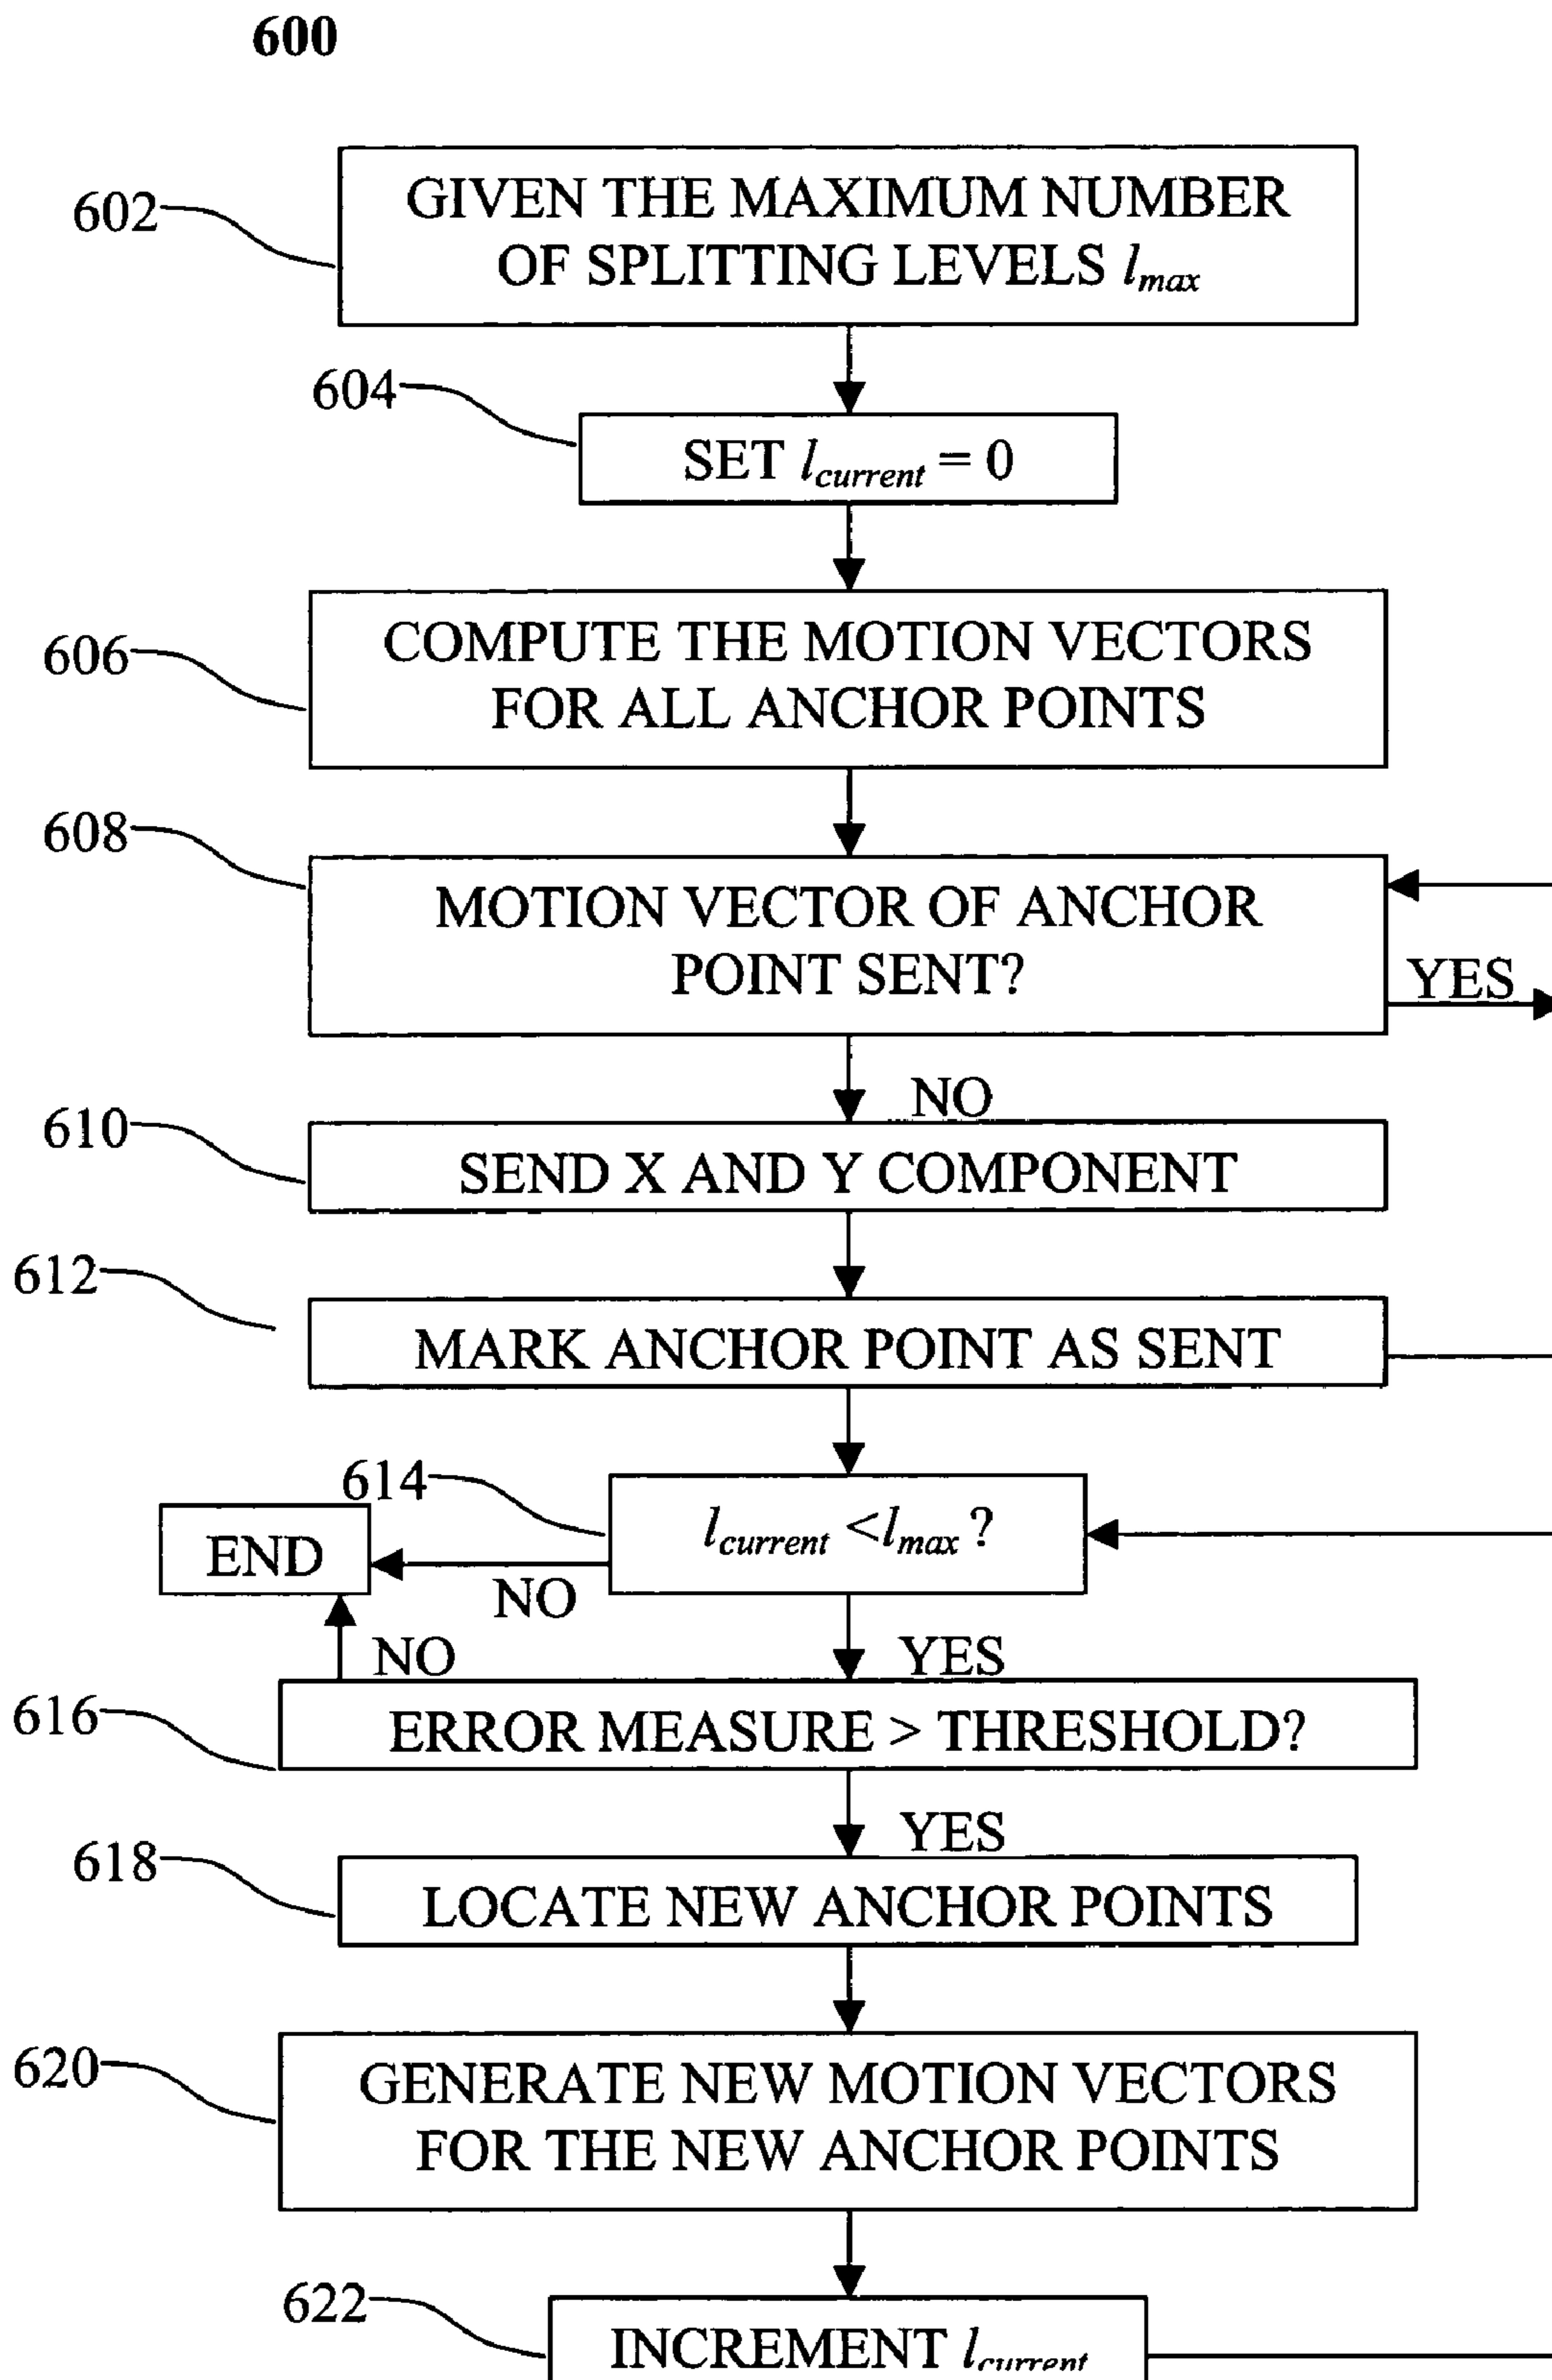 600
602
GIVEN THE MAXIMUM NUMBER
OF SPLITTING LEVELS lmax
604
SET lcurrent = 0
606
COMPUTE THE MOTION VECTORS
FOR ALL ANCHOR POINTS
608
MOTION VECTOR OF ANCHOR
POINT SENT?
YES
NO
610
SEND X AND Y COMPONENT
612
MARK ANCHOR POINT AS SENT
614
lcurrent <lmax ?
END
NO
NO
YES
616
ERROR MEASURE > THRESHOLD?
YES
618
LOCATE NEW ANCHOR POINTS
620
GENERATE NEW MOTION VECTORS
FOR THE NEW ANCHOR POINTS
622
INCREMENT lcurrent